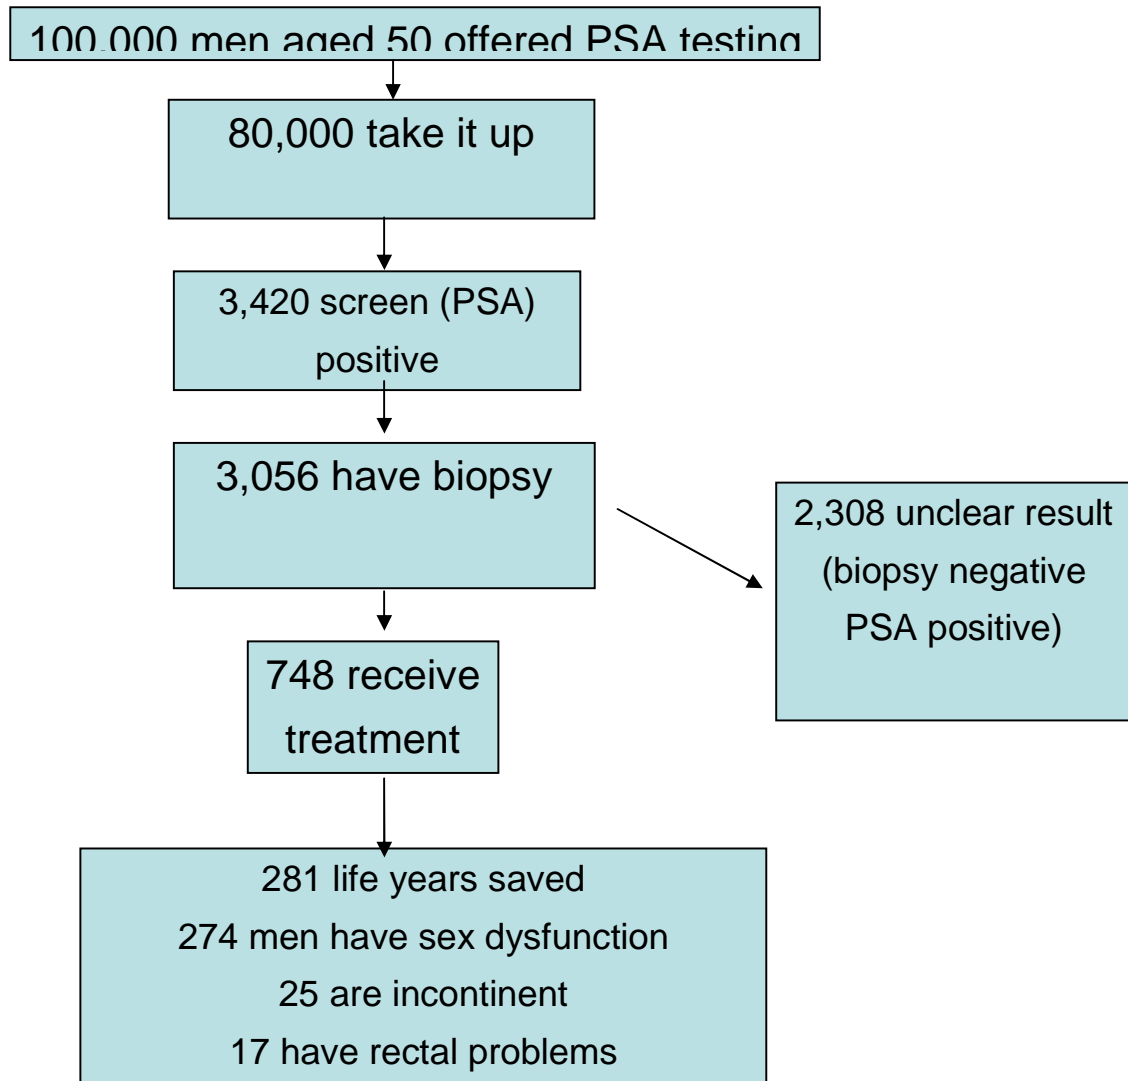 100,000 men aged 50 offered PSA testing
80,000 take it up
3,420 screen (PSA)
positive
3,056 have biopsy
2,308 unclear result
(biopsy negative
PSA positive)
748 receive
treatment
281 life years saved
274 men have sex dysfunction
25 are incontinent
17 have rectal problems